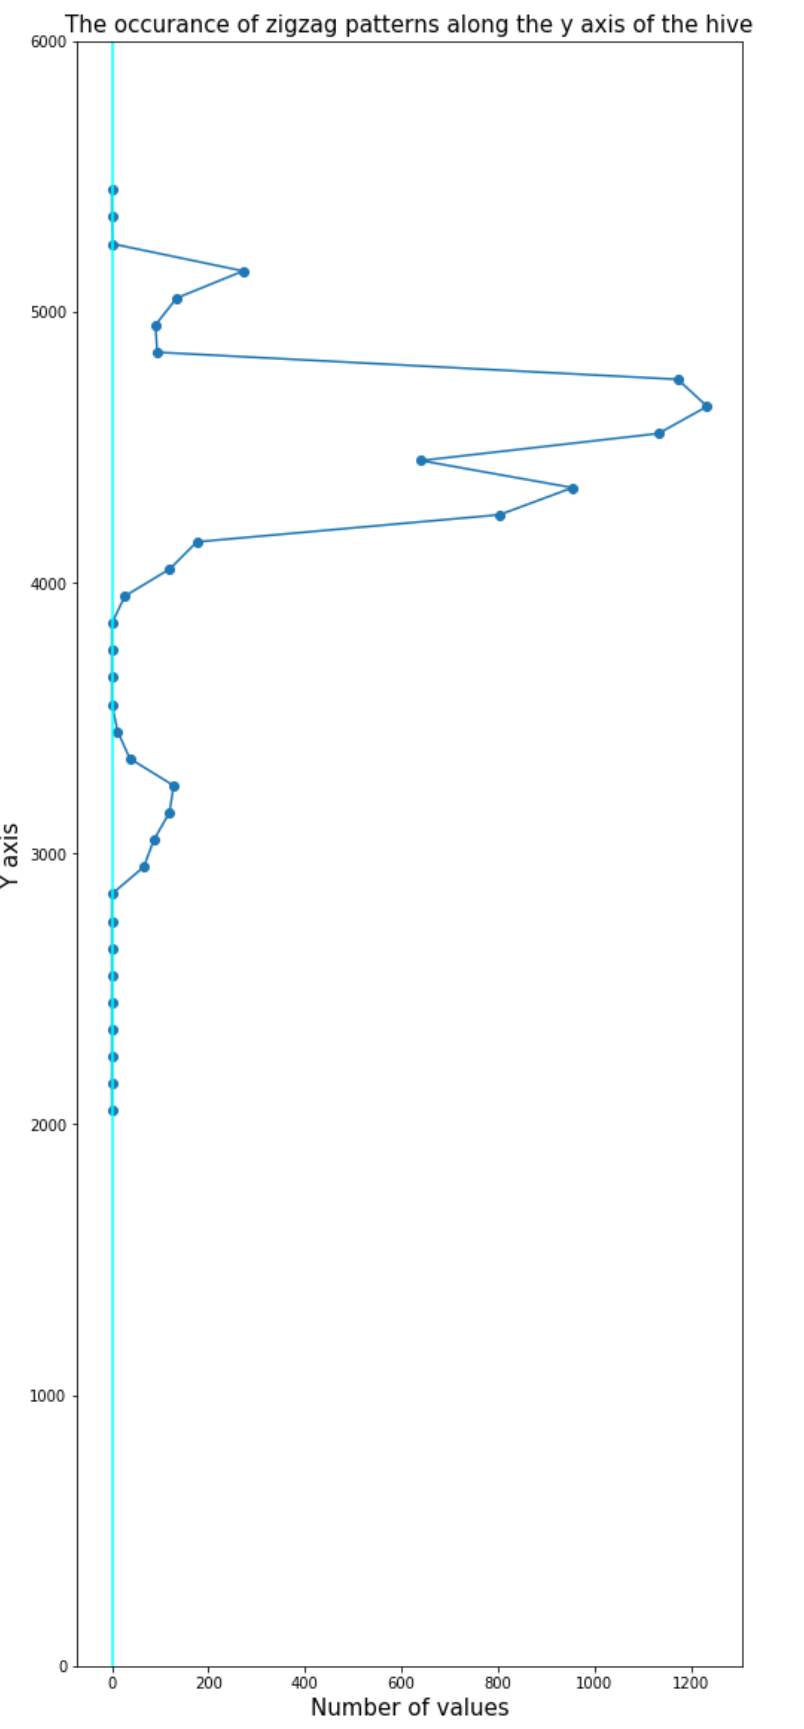 The occurance of zigzag patterns along the y axis of the hive
6000
5000
4000
3000
2000
1000
0
Y axis
0 200 400 600 800 1000 1200
Number of values